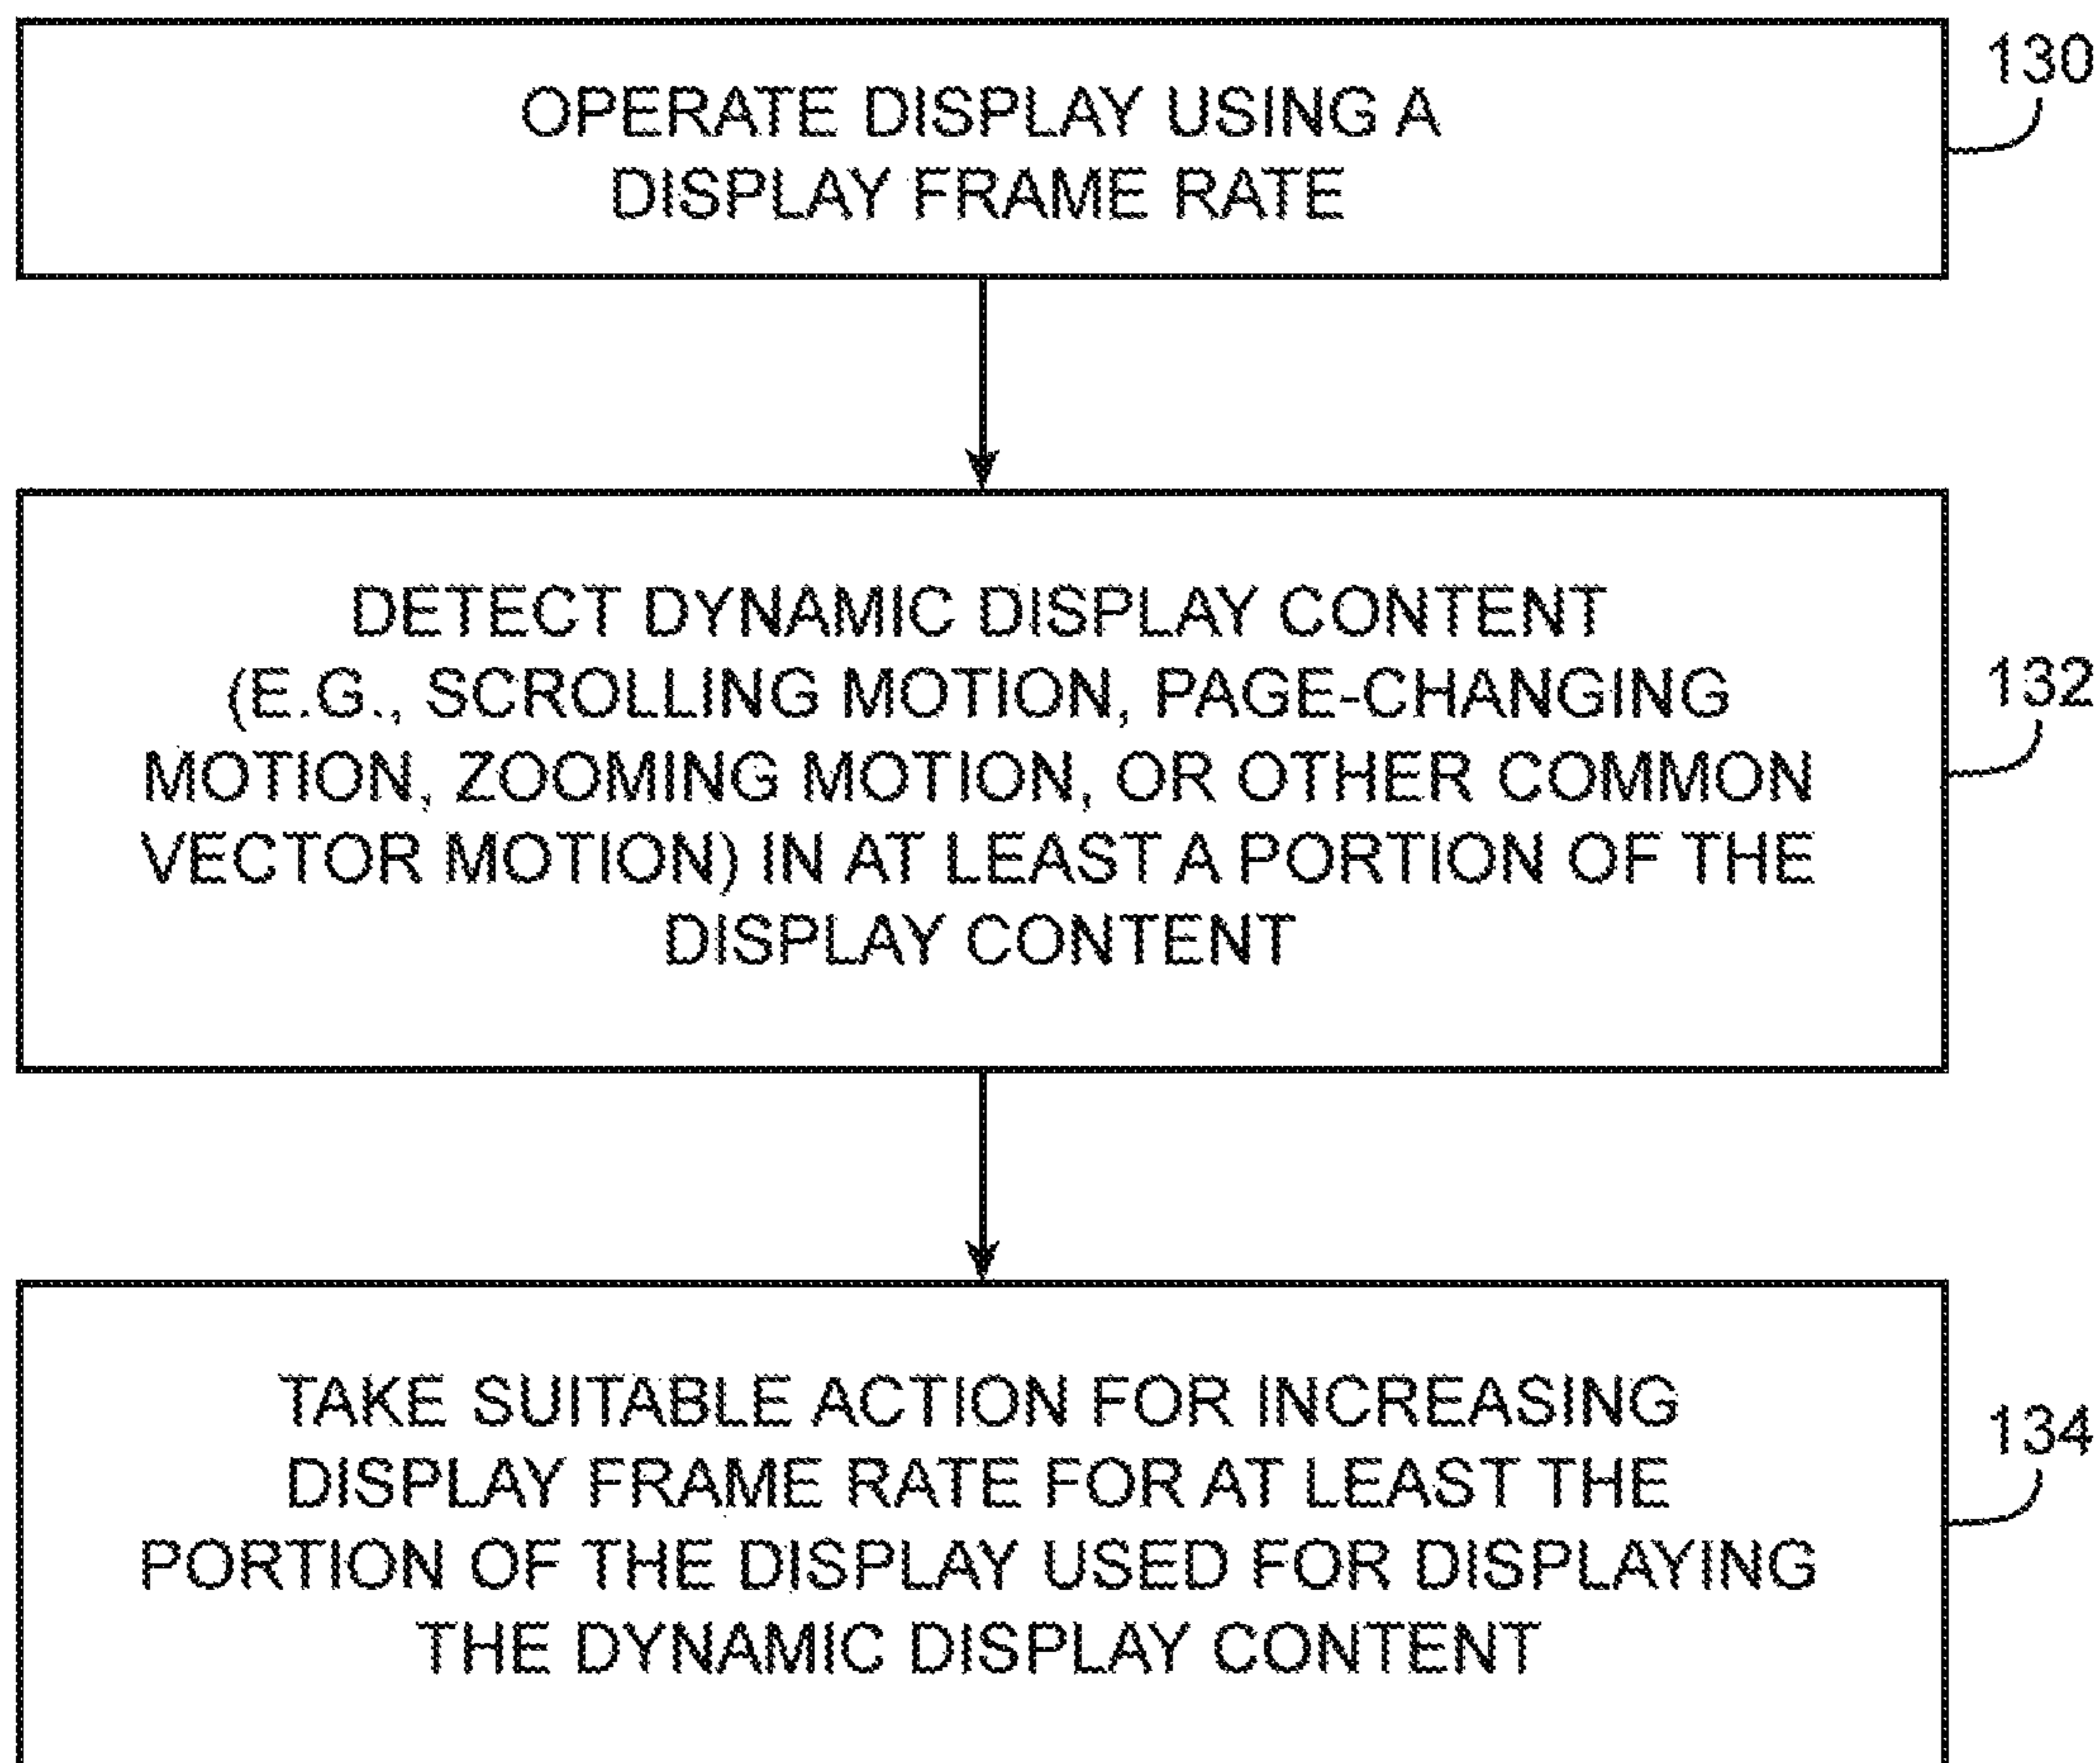 130
OPERATE DISPLAY USING A
DISPLAY FRAME RATE
DETECT DYNAMIC DISPLAY CONTENT
(E.G., SCROLLING MOTION, PAGE-CHANGING
132
MOTION, ZOOMING MOTION, OR OTHER COMMON
VECTOR MOTION) IN AT LEAST A PORTION OF THE
DISPLAY CONTENT
TAKE SUITABLE ACTION FOR INCREASING
134
DISPLAY FRAME RATE FOR AT LEAST THE
PORTION OF THE DISPLAY USED FOR DISPLAYING
THE DYNAMIC DISPLAY CONTENT